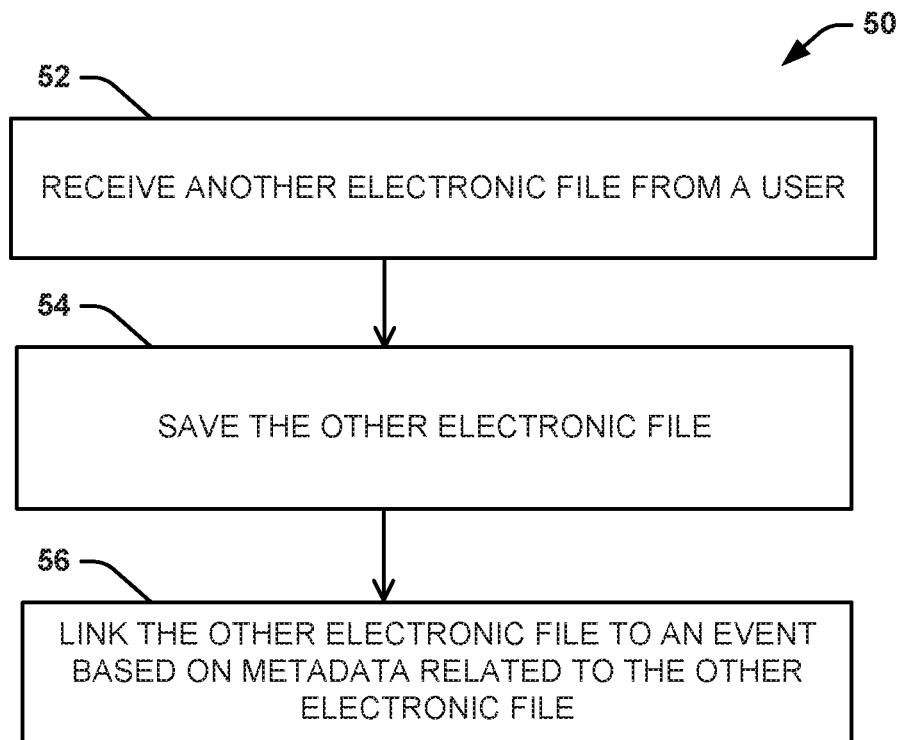 50
52
RECEIVE ANOTHER ELECTRONIC FILE FROM A USER
54
SAVE THE OTHER ELECTRONIC FILE
56
LINK THE OTHER ELECTRONIC FILE TO AN EVENT
BASED ON METADATA RELATED TO THE OTHER
ELECTRONIC FILE